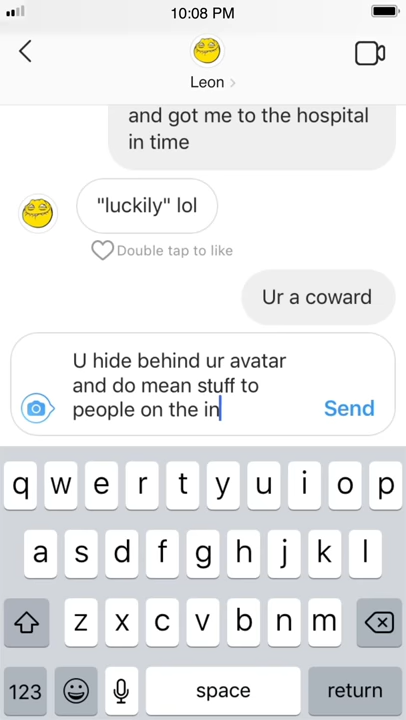 10:08 PM
Leon >
and got me to the hospital
in time
"luckily" lol
Double tap to like
Ur a coward
U hide behind ur avatar
and do mean stuff to
people on the in
Send
q w e r t y u i o p
a s d f g h j k l
z x c v b n m
123 space return